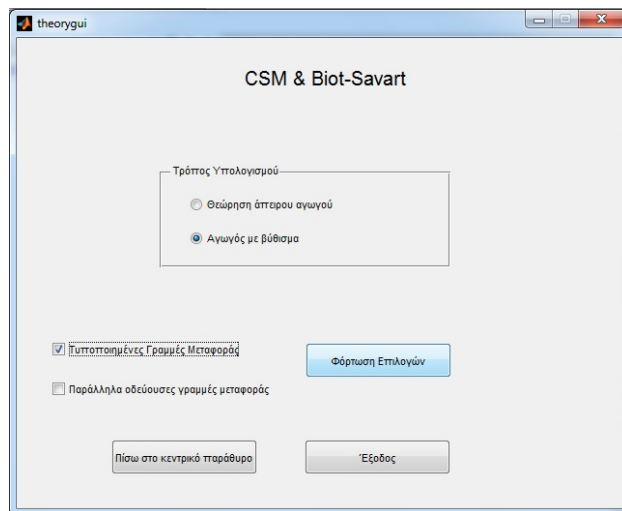 theorygui
CSM & Biot-Savart
Τρόπος Υπολογισμού
Θεώρηση άπειρου αγωγού
Αγωγός με βύθισμα
Τυποποιημένες Γραμμές Μεταφοράς
Φόρτωση Επιλογών
Παράλληλα οδεύουσες γραμμές μεταφοράς
Πίσω στο κεντρικό παράθυρο
Έξοδος